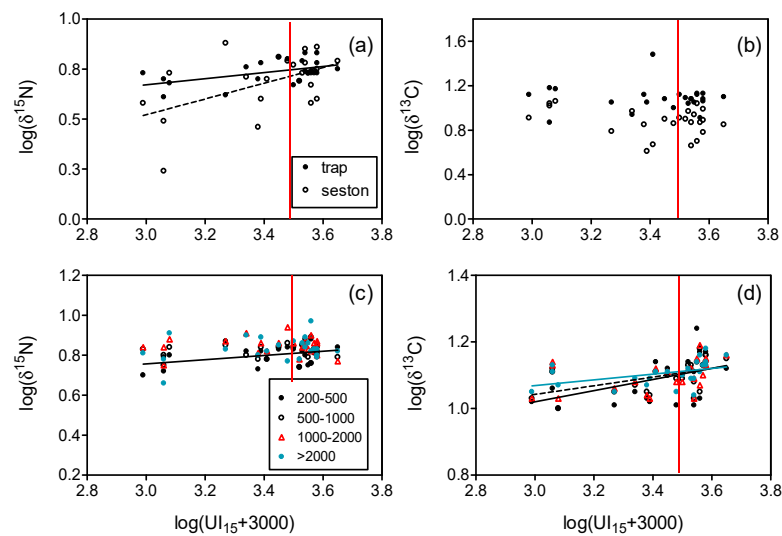 (a)
log(δ15N)
1.0
0.8
0.5
0.3
0.0
trap
seston
2.8 3.0 3.2 3.4 3.6 3.8
(b)
log(δ13C)
1.6
1.2
0.8
0.4
0.0
2.8 3.0 3.2 3.4 3.6 3.8
(c)
log(δ15N)
1.2
1.0
0.8
0.6
0.4
0.2
200-500
500-1000
1000-2000
>2000
2.8 3.0 3.2 3.4 3.6 3.8
log(UI15+3000)
(d)
log(δ13C)
1.4
1.2
1.0
0.8
2.8 3.0 3.2 3.4 3.6 3.8
log(UI15+3000)